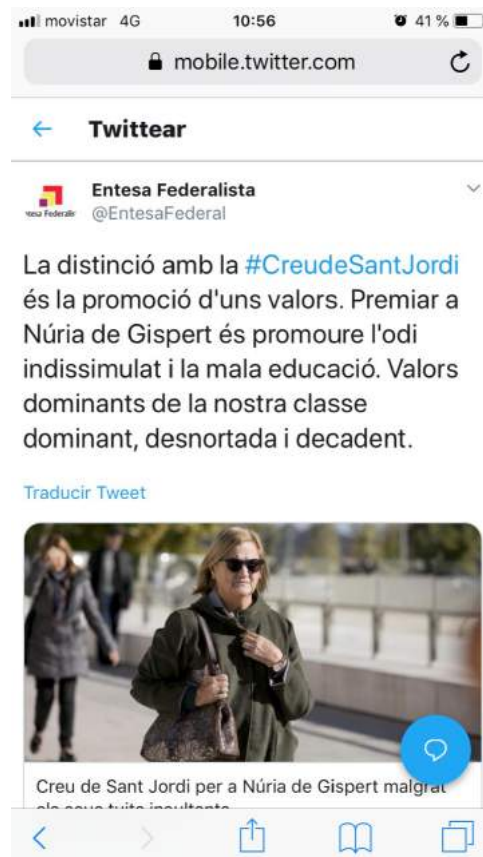 movistar 4G 10:56 41 %
mobile.twitter.com
Twittear
Entesa Federalista
@EntesaFederal
La distinció amb la #CreudeSantJordi
és la promoció d'uns valors. Premiar a
Núria de Gispert és promoure l'odi
indissimulat i la mala educació. Valors
dominants de la nostra classe
dominant, desnortada i decadent.
Traducir Tweet
Creu de Sant Jordi per a Núria de Gispert malgrat